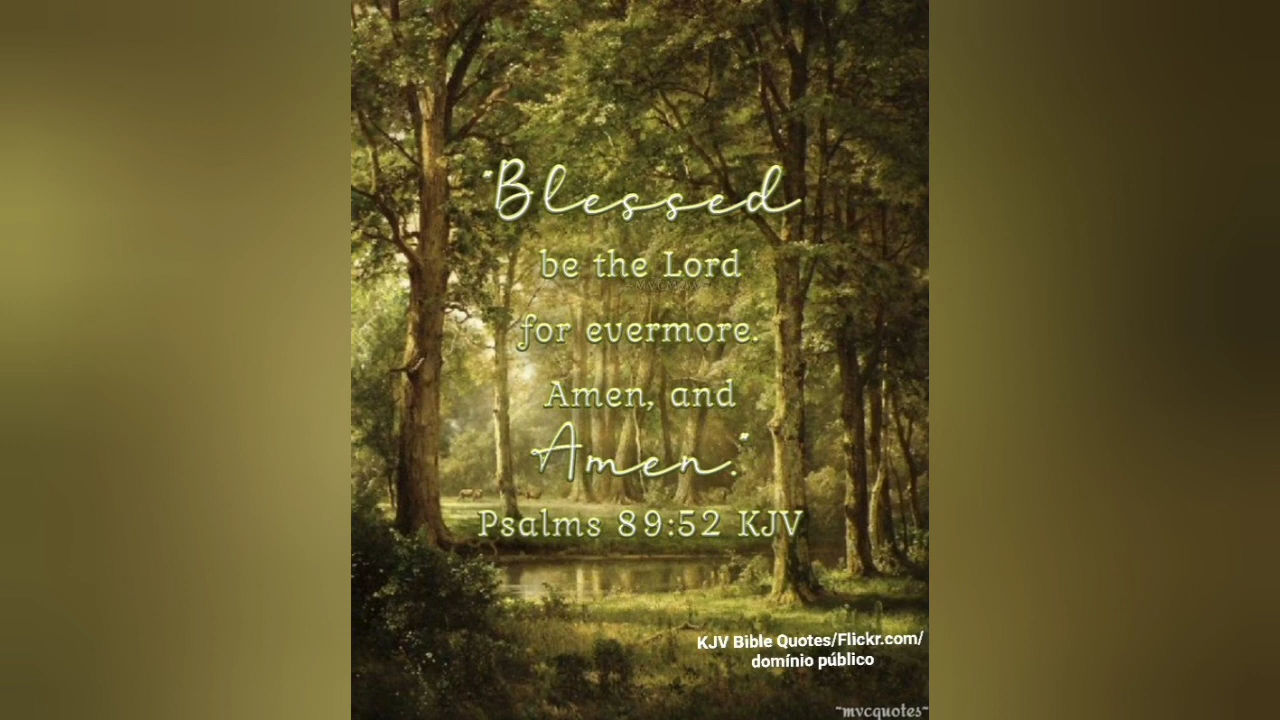 "Blessed
be the Lord
for evermore.
Amen, and
Amen."
Psalms 89:52 KJV
KJV Bible Quotes/Flickr.com/
domínio público
~mvcquotes~